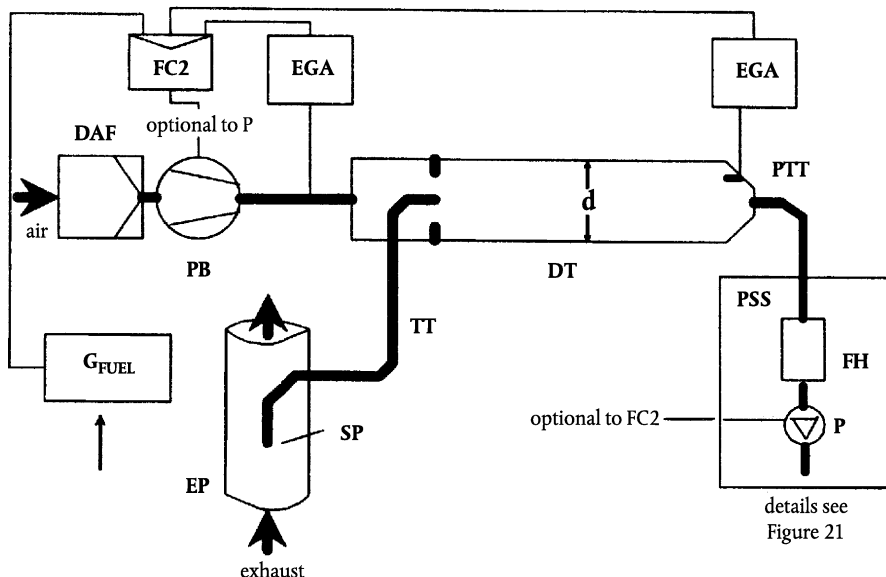 FC2
EGA
EGA
optional to P
DAF
PTT
air
d
PB
DT
PSS
TT
G_FUEL
FH
optional to FC2
P
SP
EP
details see
Figure 21
exhaust